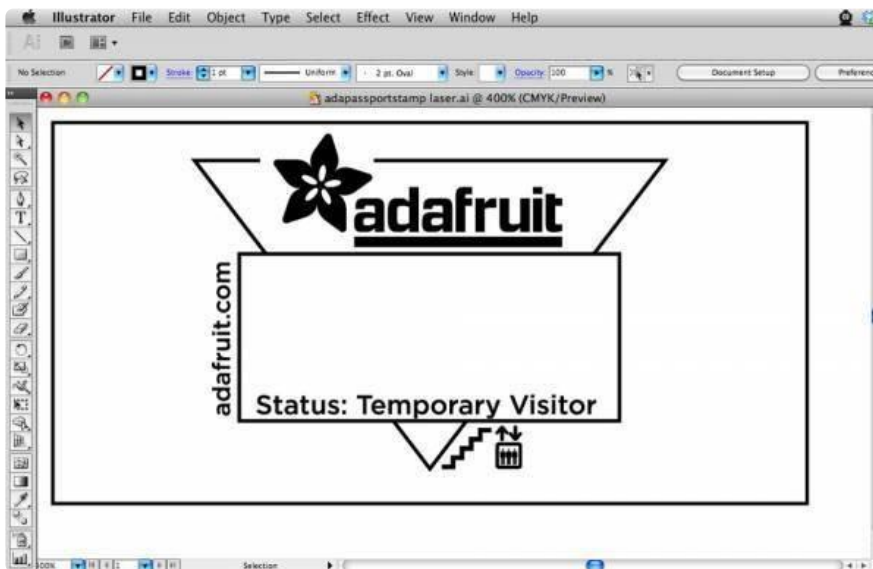 Illustrator File Edit Object Type Select Effect View Window Help
No Selection Stroke: 1 pt Uniform 2 pt. Oval Style: Opacity: 100 % Document Setup Preferenc
adapassportstamp laser.ai @ 400% (CMYK/Preview)
adafruit
adafruit.com
Status: Temporary Visitor
Selection